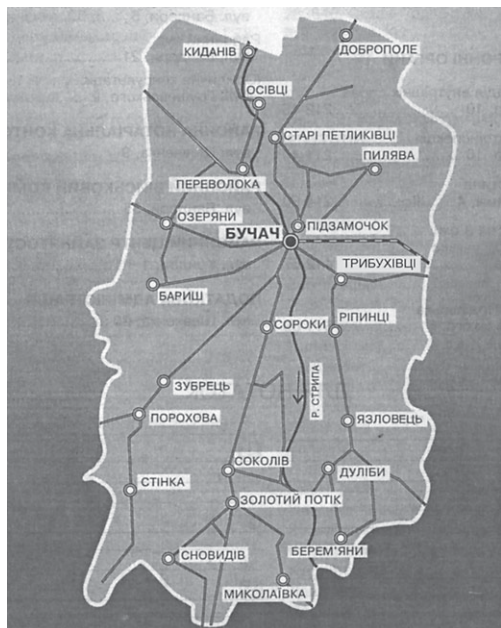 КИДАНІВ
ДОБРОПОЛЕ
ОСІВЦІ
СТАРІ ПЕТЛИКІВЦІ
ПИЛЯВА
ПЕРЕВОЛОКА
ОЗЕРЯНИ
ПІДЗАМОЧОК
БУЧАЧ
ТРИБУХІВЦІ
БАРИШ
СОРОКИ
РІПИНЦІ
Р. СТРИПА
ЗУБРЕЦЬ
ПОРОХОВА
ЯЗЛОВЕЦЬ
СОКОЛІВ
ДУЛІБИ
СТІНКА
ЗОЛОТИЙ ПОТІК
БЕРЕМ'ЯНИ
СНОВИДІВ
МИКОЛАЇВКА